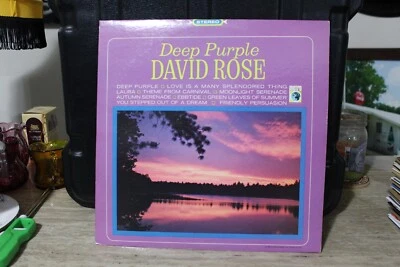 STEREO
Deep Purple
DAVID ROSE
DEEP PURPLE :: LOVE IS A MANY SPLENDORED THING
LAURA :: THEME FROM CARNIVAL :: MOONLIGHT SERENADE
AUTUMN SERENADE :: EBBTIDE :: GREEN LEAVES OF SUMMER
YOU STEPPED OUT OF A DREAM :: FRIENDLY PERSUASION